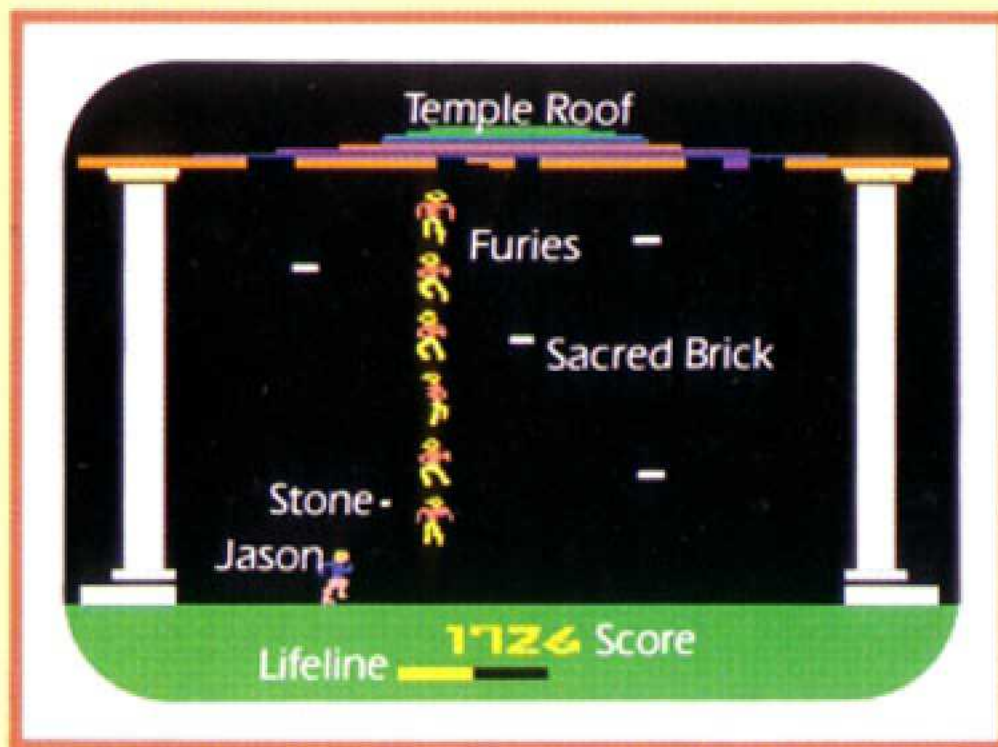 Temple Roof
Furies
Sacred Brick
Stone
Jason
1726 Score
Lifeline